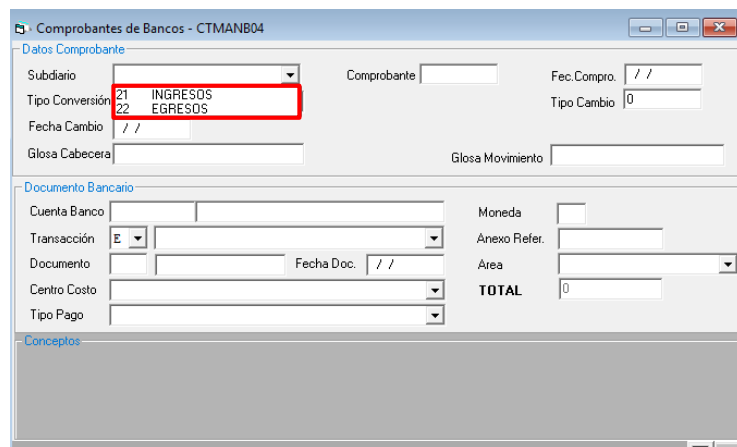 Comprobantes de Bancos - CTMANB04
Datos Comprobante
Subdiario Comprobante Fec.Compro. / /
21 INGRESOS
22 EGRESOS
Tipo Conversión Tipo Cambio 0
Fecha Cambio / /
Glosa Cabecera Glosa Movimiento
Documento Bancario
Cuenta Banco Moneda
Transacción E Anexo Refer.
Documento Fecha Doc. / / Area
Centro Costo TOTAL 0
Tipo Pago
Conceptos